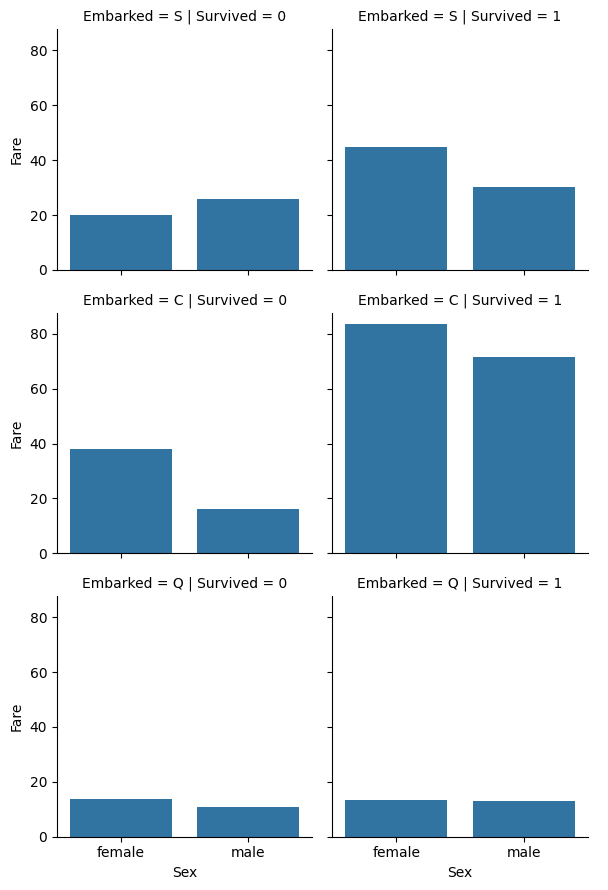 Embarked = S | Survived = 0
Embarked = S | Survived = 1
80
60
40
20
0
Fare
Embarked = C | Survived = 0
Embarked = C | Survived = 1
80
60
40
20
0
Fare
Embarked = Q | Survived = 0
Embarked = Q | Survived = 1
80
60
40
20
0
Fare
female
male
female
male
Sex
Sex